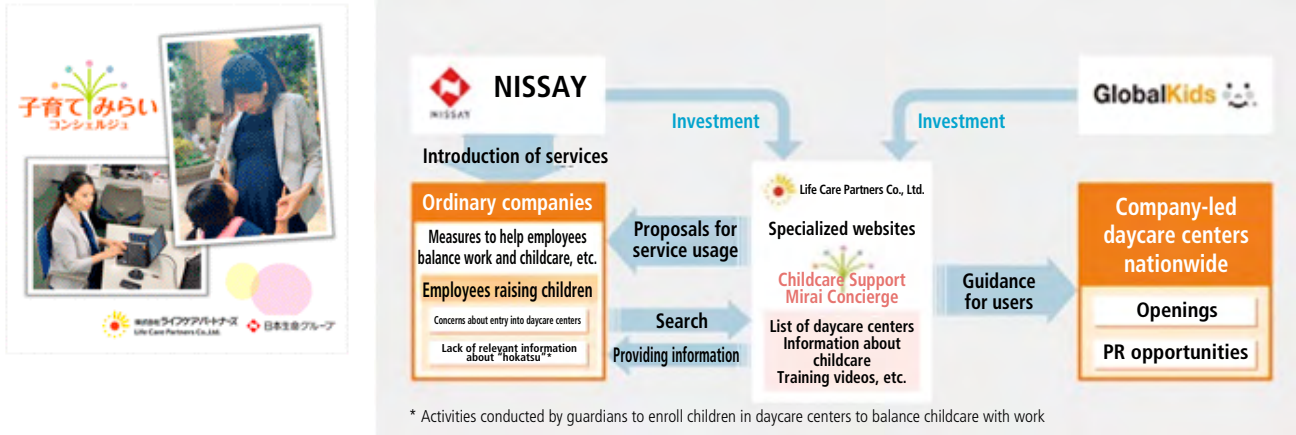 子育てみらい
コンシェルジュ
株式会社ライフケアパートナーズ
Life Care Partners Co.,Ltd.
日本生命グループ
NISSAY
NISSAY
GlobalKids
Investment
Investment
Introduction of services
Ordinary companies
Measures to help employees
balance work and childcare, etc.
Employees raising children
Concerns about entry into daycare centers
Lack of relevant information
about "hokatsu"*
Proposals for
service usage
Search
Providing information
Life Care Partners Co., Ltd.
Specialized websites
Childcare Support
Mirai Concierge
List of daycare centers
Information about
childcare
Training videos, etc.
Guidance
for users
Company-led
daycare centers
nationwide
Openings
PR opportunities
* Activities conducted by guardians to enroll children in daycare centers to balance childcare with work